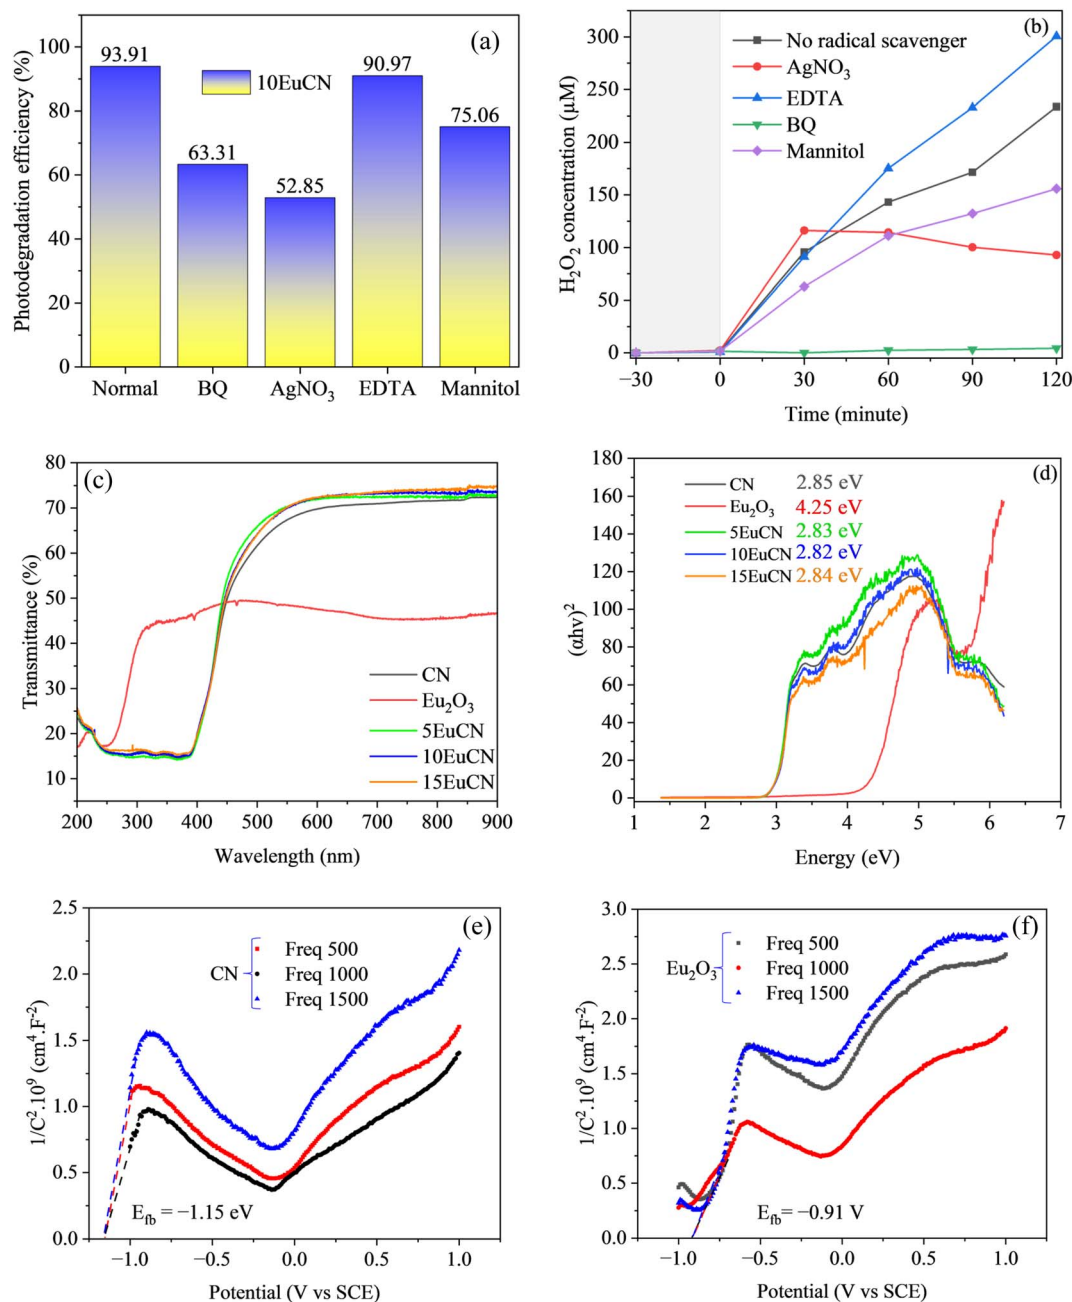 (a)
100
80
60
40
20
0
Photodegradation efficiency (%)
10EuCN
93.91
63.31
52.85
90.97
75.06
Normal BQ AgNO₃ EDTA Mannitol
(b)
300
250
200
150
100
50
0
H₂O₂ concentration (μM)
No radical scavenger
AgNO₃
EDTA
BQ
Mannitol
−30 0 30 60 90 120
Time (minute)
(c)
80
70
60
50
40
30
20
10
Transmittance (%)
CN
Eu₂O₃
5EuCN
10EuCN
15EuCN
200 300 400 500 600 700 800 900
Wavelength (nm)
(d)
180
160
140
120
100
80
60
40
20
0
(αhν)²
CN 2.85 eV
Eu₂O₃ 4.25 eV
5EuCN 2.83 eV
10EuCN 2.82 eV
15EuCN 2.84 eV
1 2 3 4 5 6 7
Energy (eV)
(e)
2.5
2.0
1.5
1.0
0.5
0.0
1/C².10⁹ (cm⁴.F⁻²)
CN
Freq 500
Freq 1000
Freq 1500
E_fb = −1.15 eV
−1.0 −0.5 0.0 0.5 1.0
Potential (V vs SCE)
(f)
3.0
2.5
2.0
1.5
1.0
0.5
0.0
1/C².10⁹ (cm⁴.F⁻²)
Eu₂O₃
Freq 500
Freq 1000
Freq 1500
E_fb= −0.91 V
−1.0 −0.5 0.0 0.5 1.0
Potential (V vs SCE)